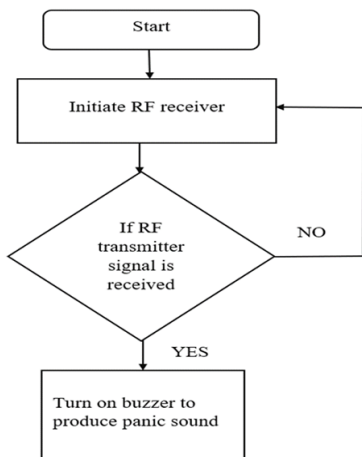 Start
Initiate RF receiver
If RF
transmitter
signal is
received
NO
YES
Turn on buzzer to
produce panic sound